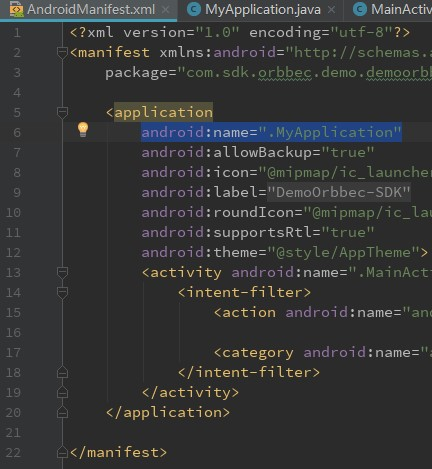 AndroidManifest.xml × MyApplication.java × MainActiv
1 <?xml version="1.0" encoding="utf-8"?>
2 <manifest xmlns:android="http://schemas.a
3 package="com.sdk.orbbec.demo.demoorbb
4
5 <application
6 android:name=".MyApplication"
7 android:allowBackup="true"
8 android:icon="@mipmap/ic_launcher
9 android:label="DemoOrbbec-SDK"
10 android:roundIcon="@mipmap/ic_lau
11 android:supportsRtl="true"
12 android:theme="@style/AppTheme">
13 <activity android:name=".MainActi
14 <intent-filter>
15 <action android:name="and
16
17 <category android:name="a
18 </intent-filter>
19 </activity>
20 </application>
21
22 </manifest>